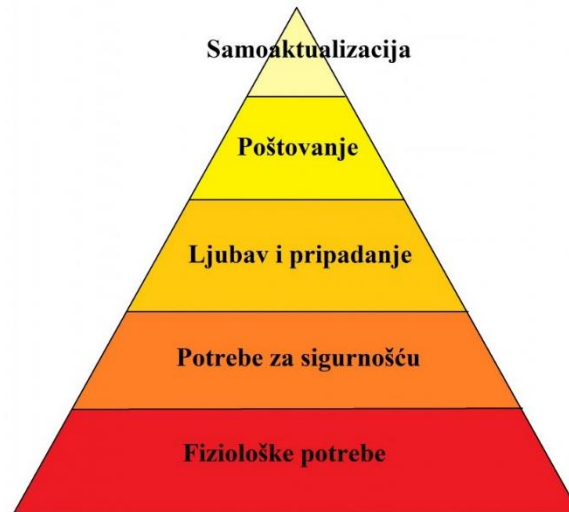 Samoaktualizacija
Poštovanje
Ljubav i pripadanje
Potrebe za sigurnošću
Fiziološke potrebe